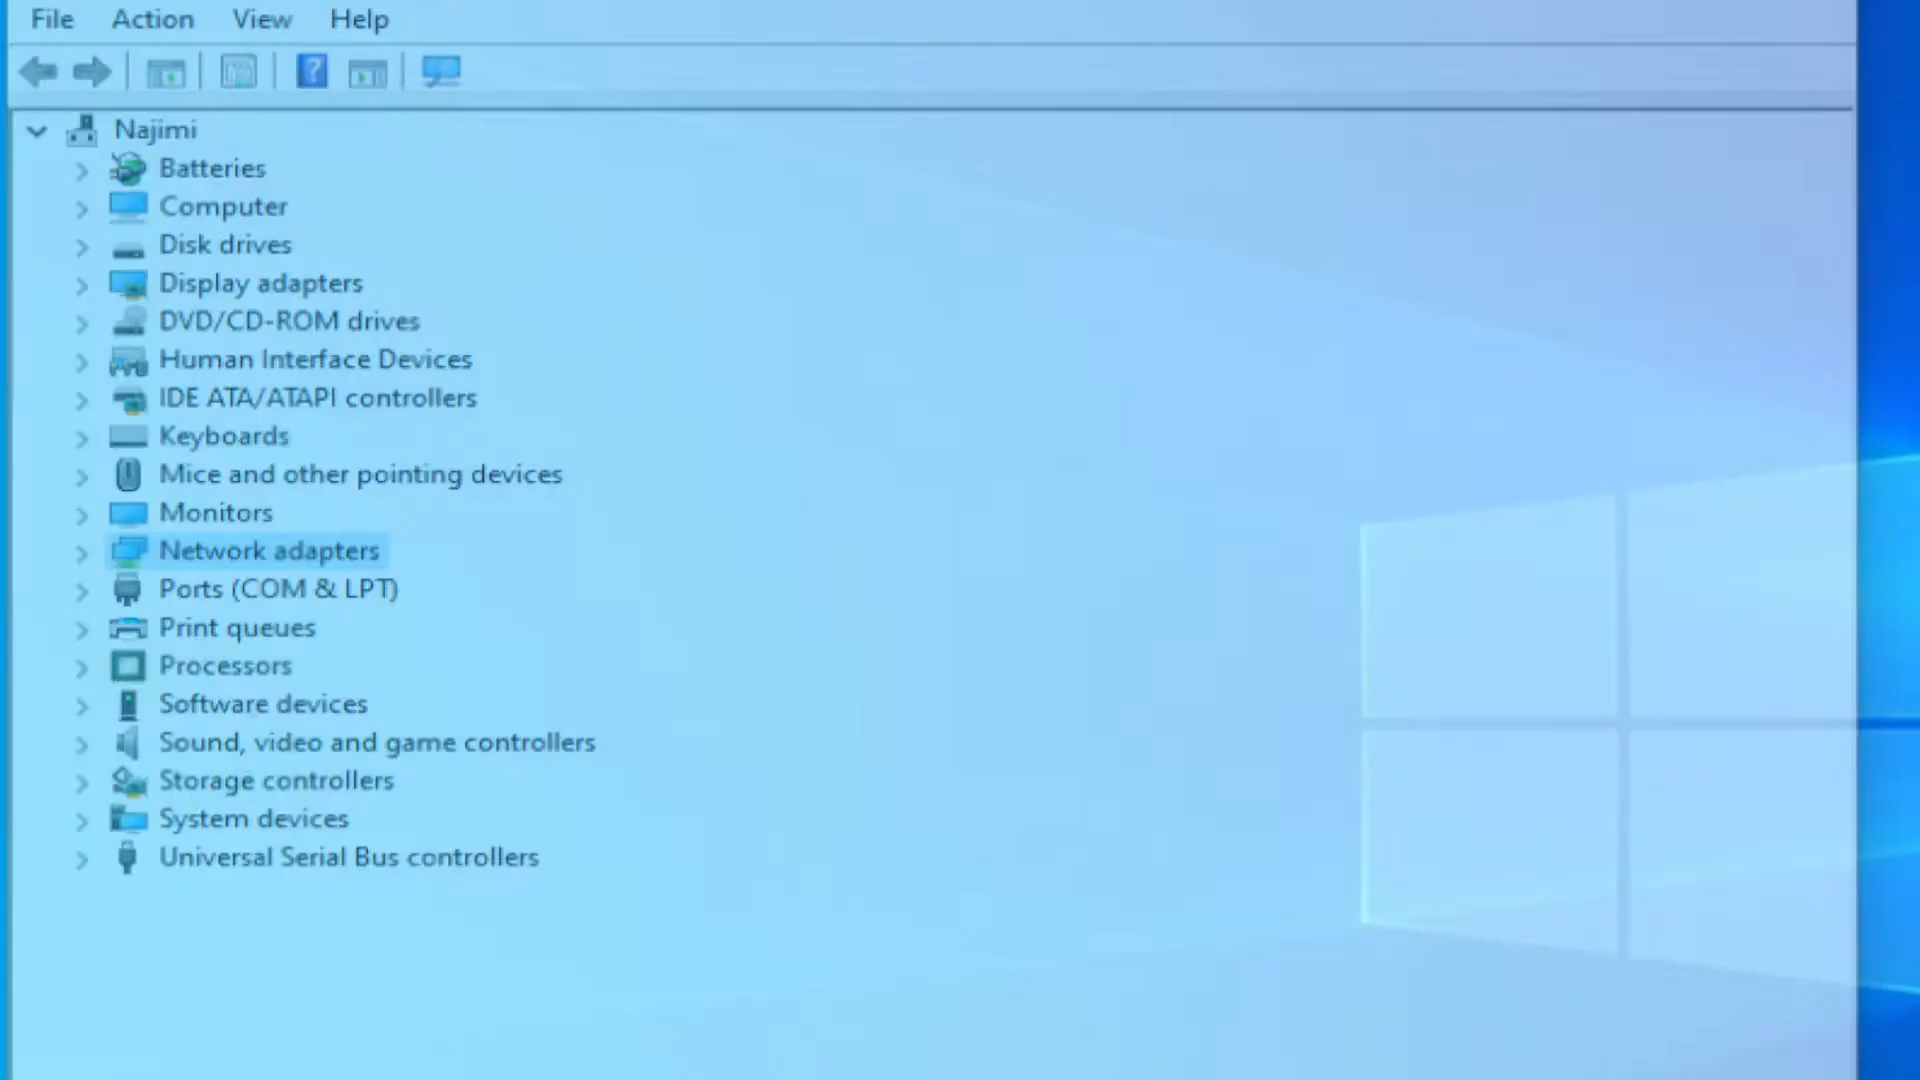 File Action View Help
Najimi
Batteries
Computer
Disk drives
Display adapters
DVD/CD-ROM drives
Human Interface Devices
IDE ATA/ATAPI controllers
Keyboards
Mice and other pointing devices
Monitors
Network adapters
Ports (COM & LPT)
Print queues
Processors
Software devices
Sound, video and game controllers
Storage controllers
System devices
Universal Serial Bus controllers